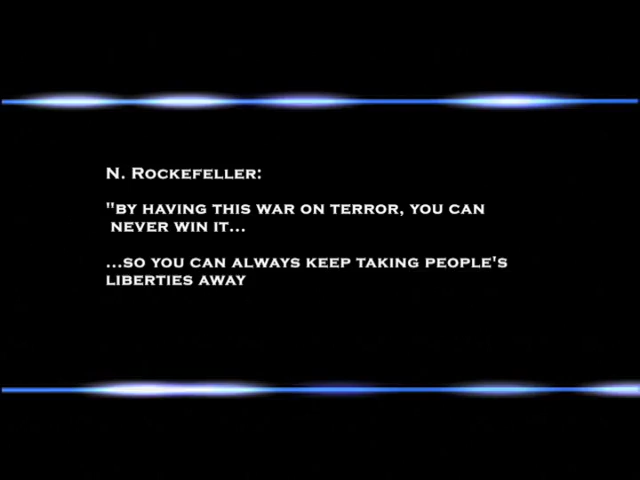 N. Rockefeller:
"by having this war on terror, you can
never win it...
...so you can always keep taking people's
liberties away